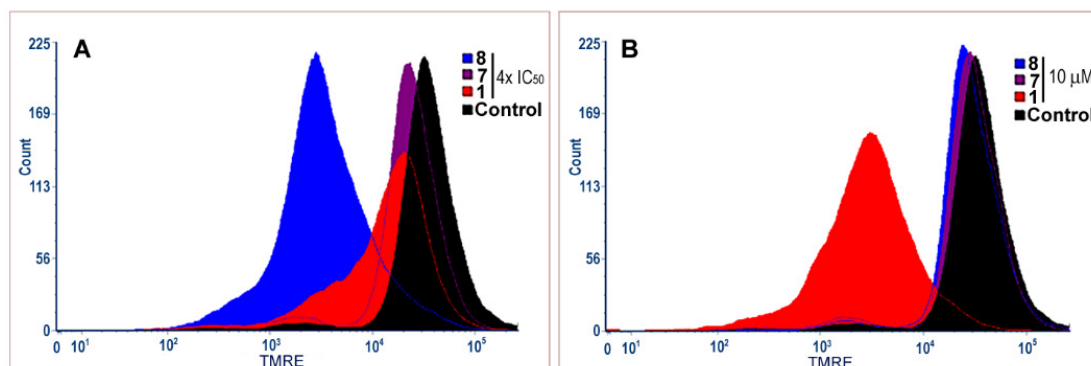 A
8
7
1
4x IC₅₀
Control
Count
225
169
113
56
0
0 10¹ 10² 10³ 10⁴ 10⁵
TMRE
B
8
7
1
10 µM
Control
Count
225
169
113
56
0
0 10¹ 10² 10³ 10⁴ 10⁵
TMRE